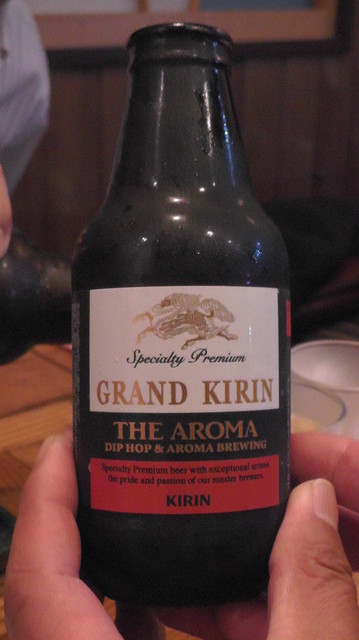 Specialty Premium
GRAND KIRIN
THE AROMA
DIP HOP & AROMA BREWING
Specialty Premium beer with exceptional aroma,
the pride and passion of our master brewers.
KIRIN